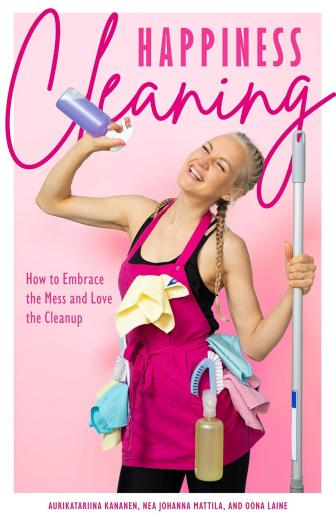 HAPPINESS
Cleaning
How to Embrace
the Mess and Love
the Cleanup
AURIKATARIINA KANANEN, NEA JOHANNA MATTILA, AND OONA LAINE